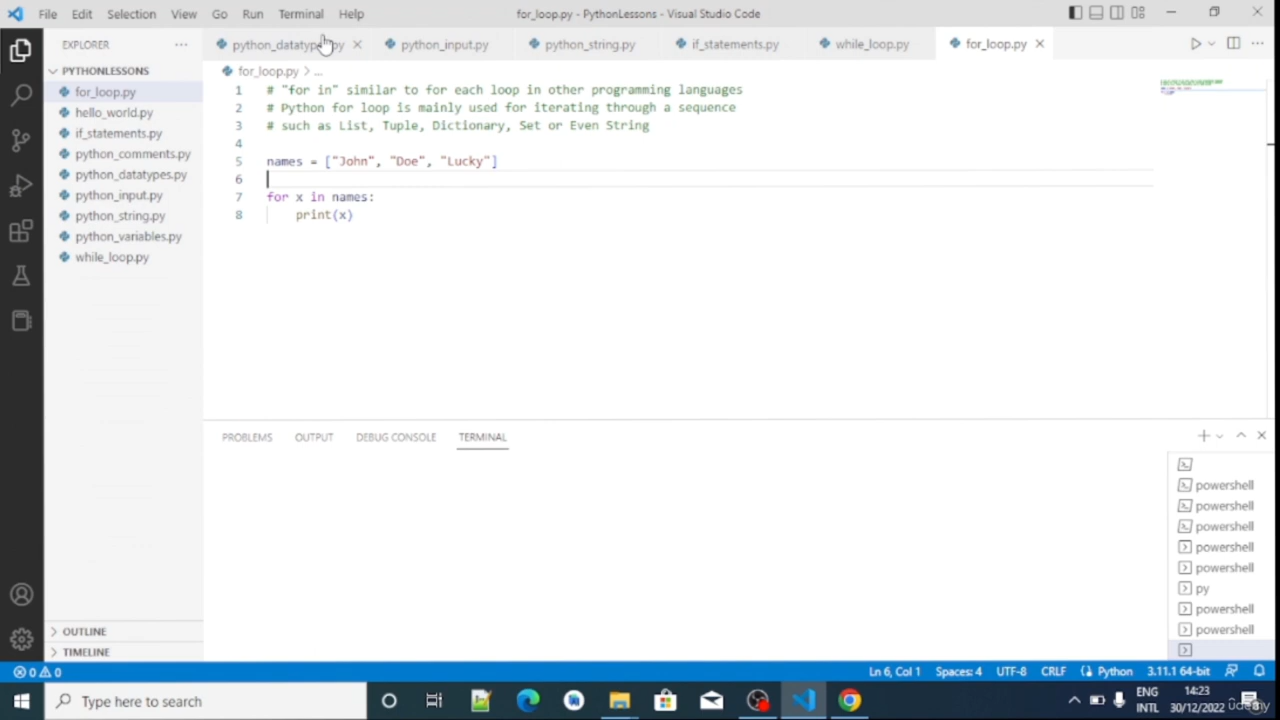 File Edit Selection View Go Run Terminal Help for_loop.py - PythonLessons - Visual Studio Code
EXPLORER
python_datatypes.py python_input.py python_string.py if_statements.py while_loop.py for_loop.py
PYTHONLESSONS
for_loop.py
hello_world.py
if_statements.py
python_comments.py
python_datatypes.py
python_input.py
python_string.py
python_variables.py
while_loop.py
OUTLINE
TIMELINE
for_loop.py > ...
1 # "for in" similar to for each loop in other programming languages
2 # Python for loop is mainly used for iterating through a sequence
3 # such as List, Tuple, Dictionary, Set or Even String
4
5 names = ["John", "Doe", "Lucky"]
6
7 for x in names:
8 print(x)
PROBLEMS OUTPUT DEBUG CONSOLE TERMINAL
powershell
powershell
powershell
powershell
powershell
py
powershell
powershell
0 0 Ln 6, Col 1 Spaces: 4 UTF-8 CRLF Python 3.11.1 64-bit
Type here to search
ENG
INTL
14:23
30/12/2022
udemy